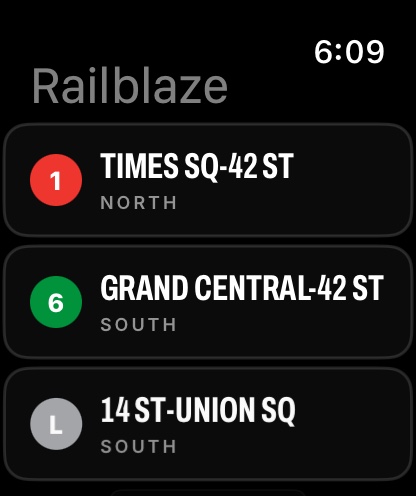 6:09
Railblaze
1 TIMES SQ-42 ST
NORTH
6 GRAND CENTRAL-42 ST
SOUTH
L 14 ST-UNION SQ
SOUTH